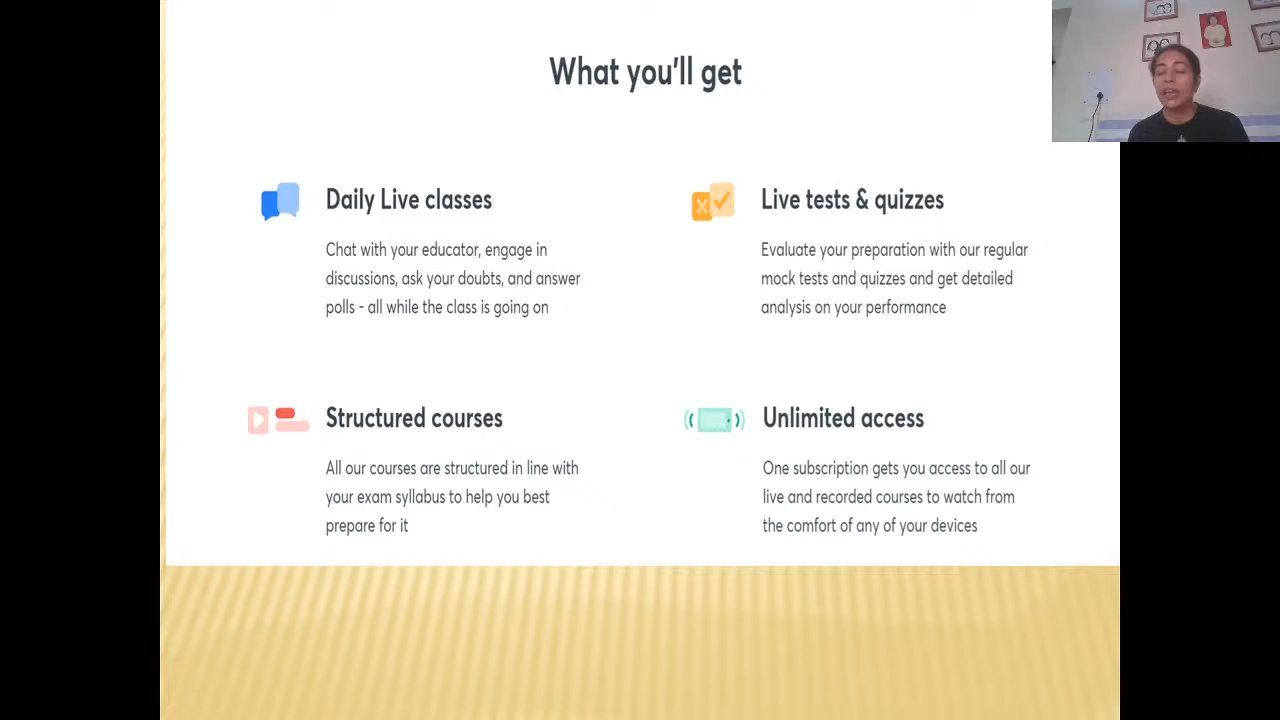 What you'll get
Daily Live classes
Chat with your educator, engage in
discussions, ask your doubts, and answer
polls - all while the class is going on
Live tests & quizzes
Evaluate your preparation with our regular
mock tests and quizzes and get detailed
analysis on your performance
Structured courses
All our courses are structured in line with
your exam syllabus to help you best
prepare for it
Unlimited access
One subscription gets you access to all our
live and recorded courses to watch from
the comfort of any of your devices